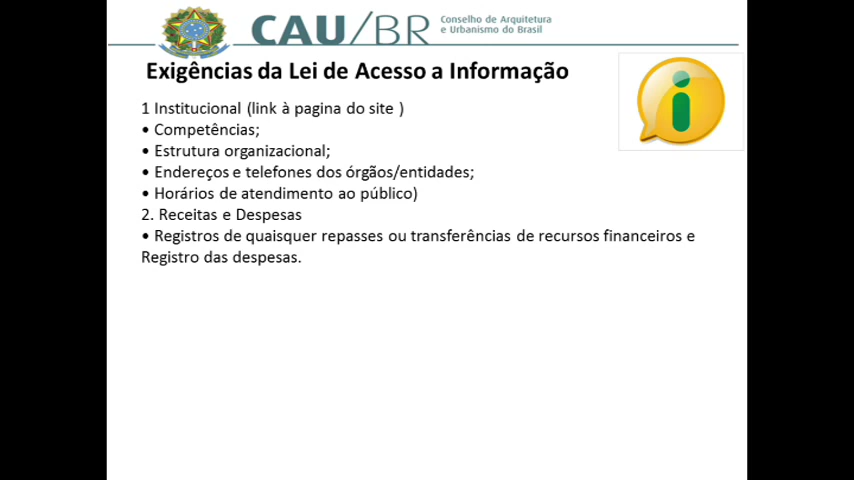 CAU/BR
Conselho de Arquitetura
e Urbanismo do Brasil
Exigências da Lei de Acesso a Informação
1 Institucional (link à pagina do site )
• Competências;
• Estrutura organizacional;
• Endereços e telefones dos órgãos/entidades;
• Horários de atendimento ao público)
2. Receitas e Despesas
• Registros de quaisquer repasses ou transferências de recursos financeiros e
Registro das despesas.